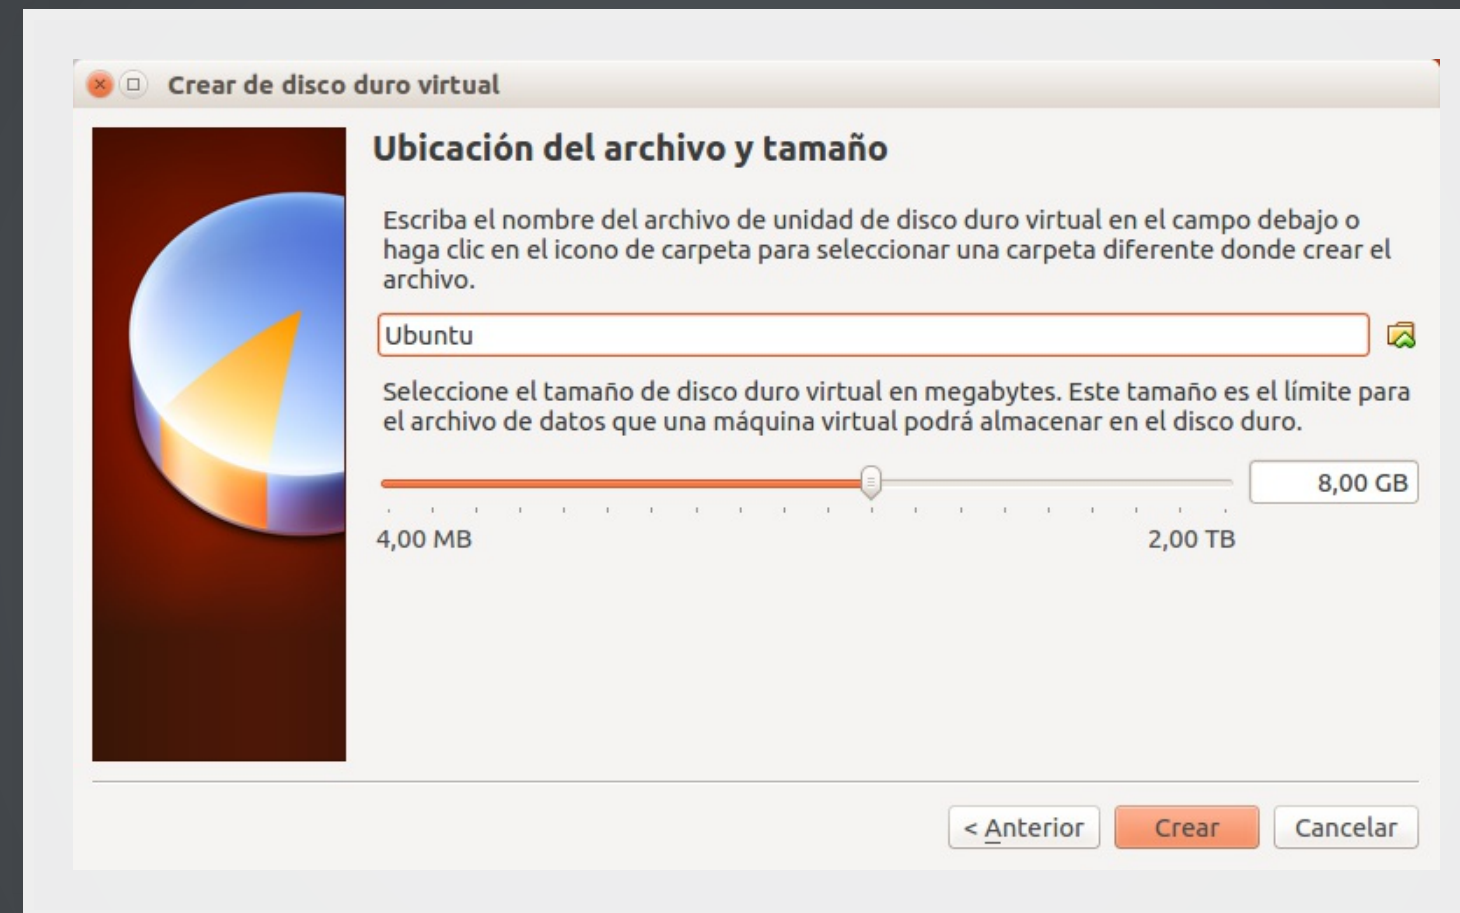 Crear de disco duro virtual
Ubicación del archivo y tamaño
Escriba el nombre del archivo de unidad de disco duro virtual en el campo debajo o
haga clic en el icono de carpeta para seleccionar una carpeta diferente donde crear el
archivo.
Ubuntu
Seleccione el tamaño de disco duro virtual en megabytes. Este tamaño es el límite para
el archivo de datos que una máquina virtual podrá almacenar en el disco duro.
8,00 GB
4,00 MB 2,00 TB
< Anterior Crear Cancelar